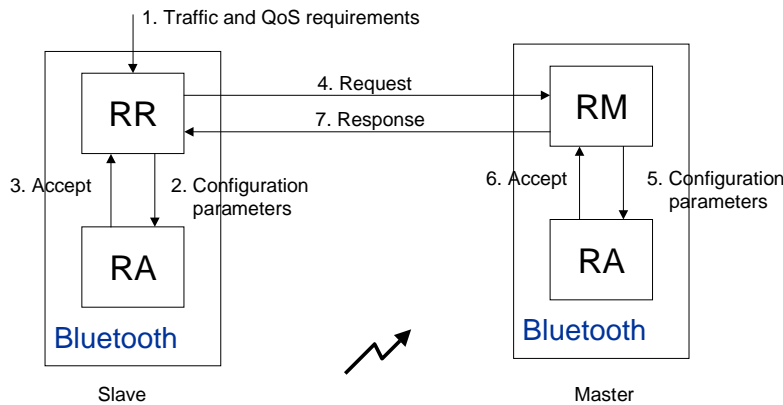 1. Traffic and QoS requirements
4. Request
RR
RM
7. Response
3. Accept
2. Configuration
parameters
6. Accept
5. Configuration
parameters
RA
RA
Bluetooth
Bluetooth
Slave
Master